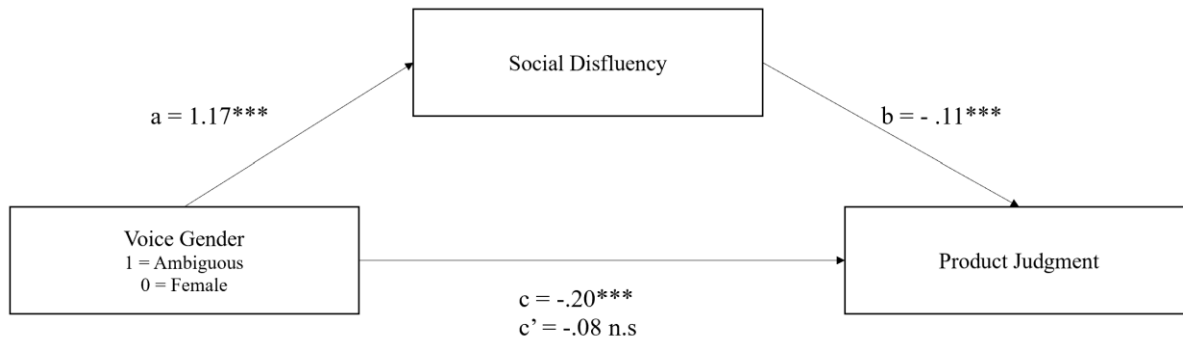 Social Disfluency
a = 1.17***
b = - .11***
Voice Gender
1 = Ambiguous
0 = Female
Product Judgment
c = -.20***
c’ = -.08 n.s